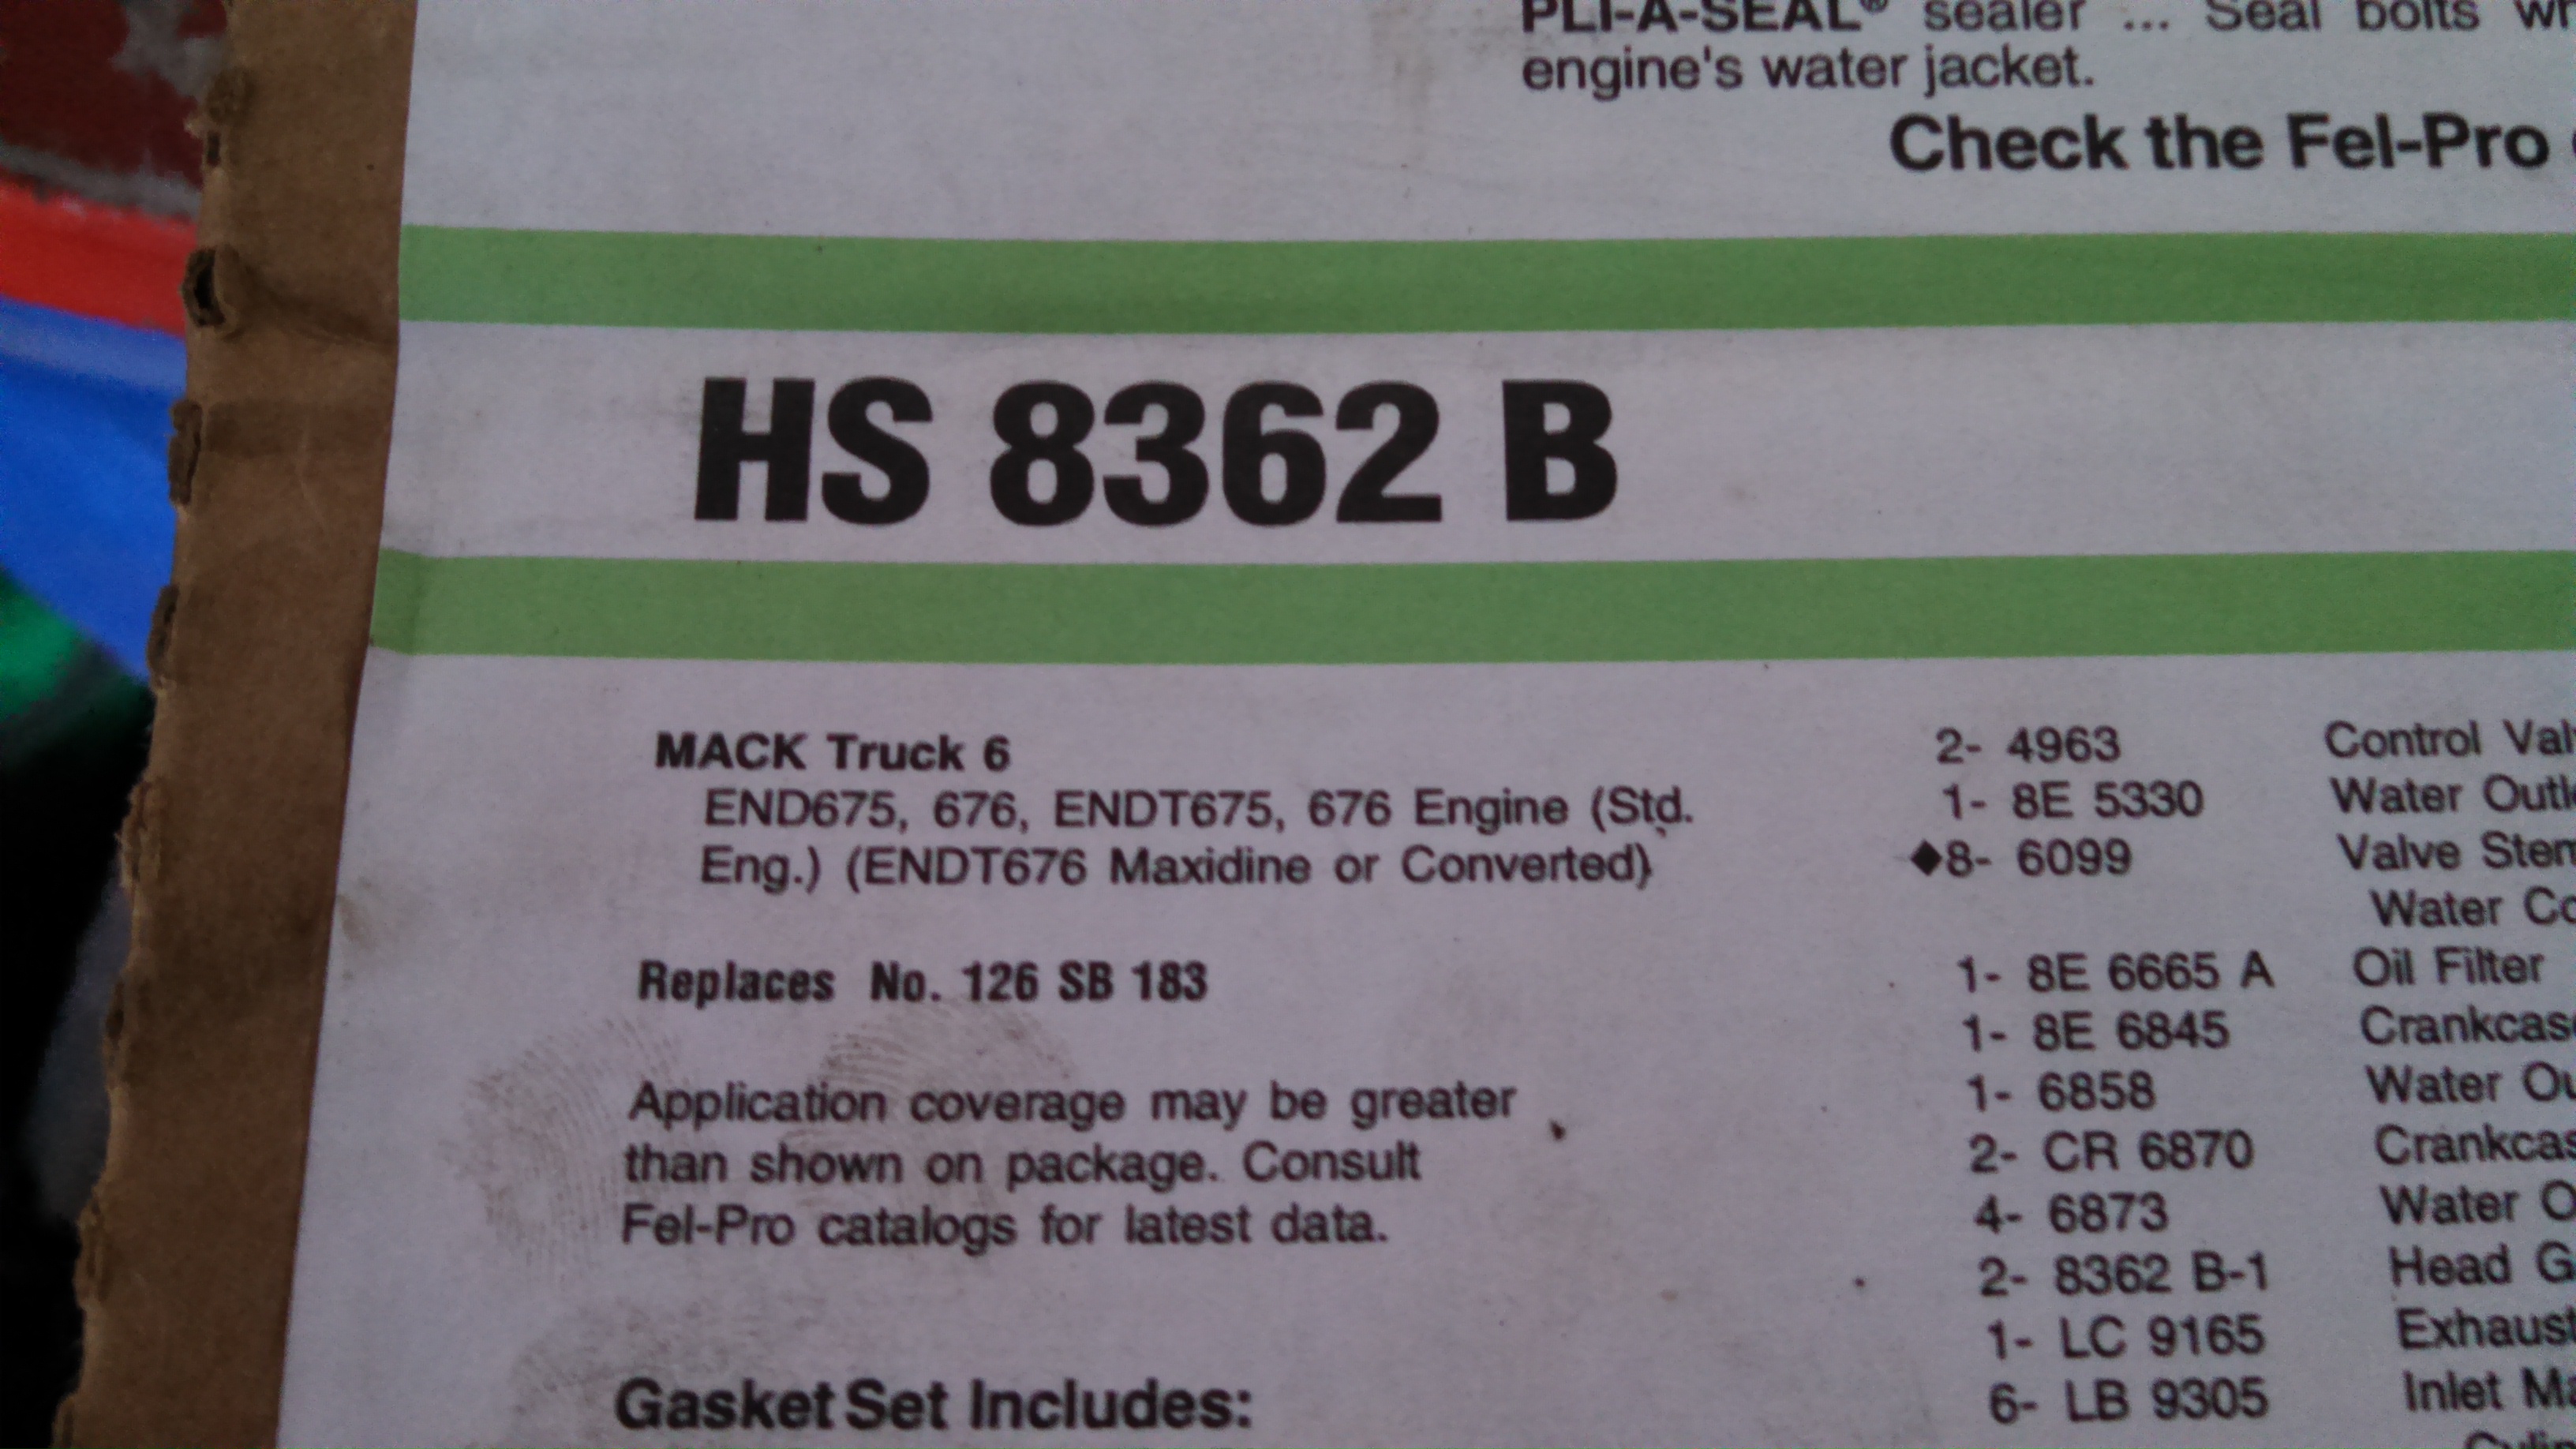 PLI-A-SEAL® sealer ... Seal bolts
engine's water jacket.
Check the Fel-Pro
HS 8362 B
MACK Truck 6
END675, 676, ENDT675, 676 Engine (Std.
Eng.) (ENDT676 Maxidine or Converted)
Replaces No. 126 SB 183
Application coverage may be greater
than shown on package. Consult
Fel-Pro catalogs for latest data.
Gasket Set Includes:
2- 4963 Control
1- 8E 5330 Water
♦8- 6099 Valve
Water
1- 8E 6665 A Oil Filter
1- 8E 6845
1- 6858 Water
2- CR 6870
4- 6873 Water
2- 8362 B-1 Head
1- LC 9165 Exhaust
6- LB 9305 Inlet